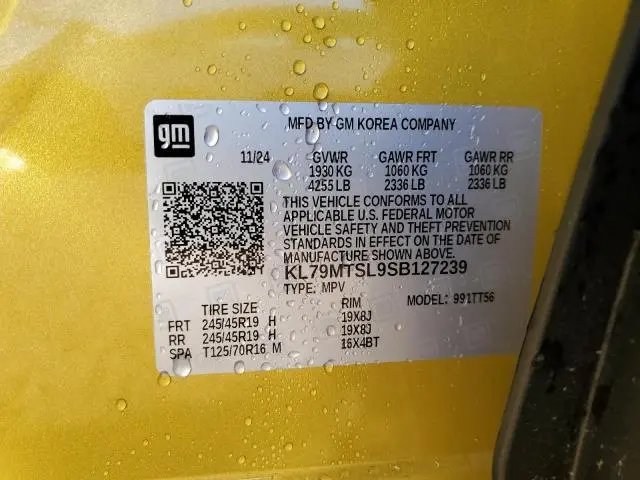 gm
MFD BY GM KOREA COMPANY
11/24 GVWR GAWR FRT GAWR RR
1930 KG 1060 KG 1060 KG
4255 LB 2336 LB 2336 LB
THIS VEHICLE CONFORMS TO ALL
APPLICABLE U.S. FEDERAL MOTOR
VEHICLE SAFETY AND THEFT PREVENTION
STANDARDS IN EFFECT ON THE DATE OF
MANUFACTURE SHOWN ABOVE.
KL79MTSL9SB127239
TYPE: MPV MODEL: 991TT56
TIRE SIZE RIM
FRT 245/45R19 H 19X8J
RR 245/45R19 H 19X8J
SPA T125/70R16 M 16X4BT